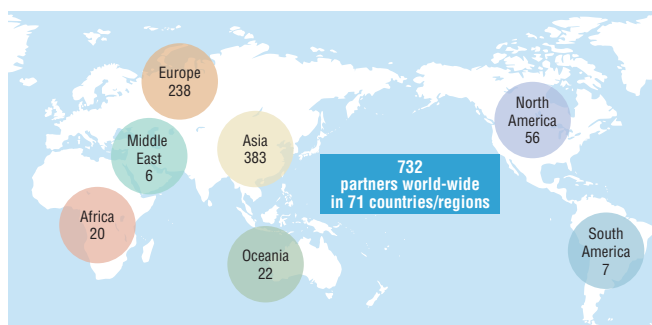 Europe
238
Middle
East
6
Asia
383
North
America
56
732
partners world-wide
in 71 countries/regions
Africa
20
Oceania
22
South
America
7